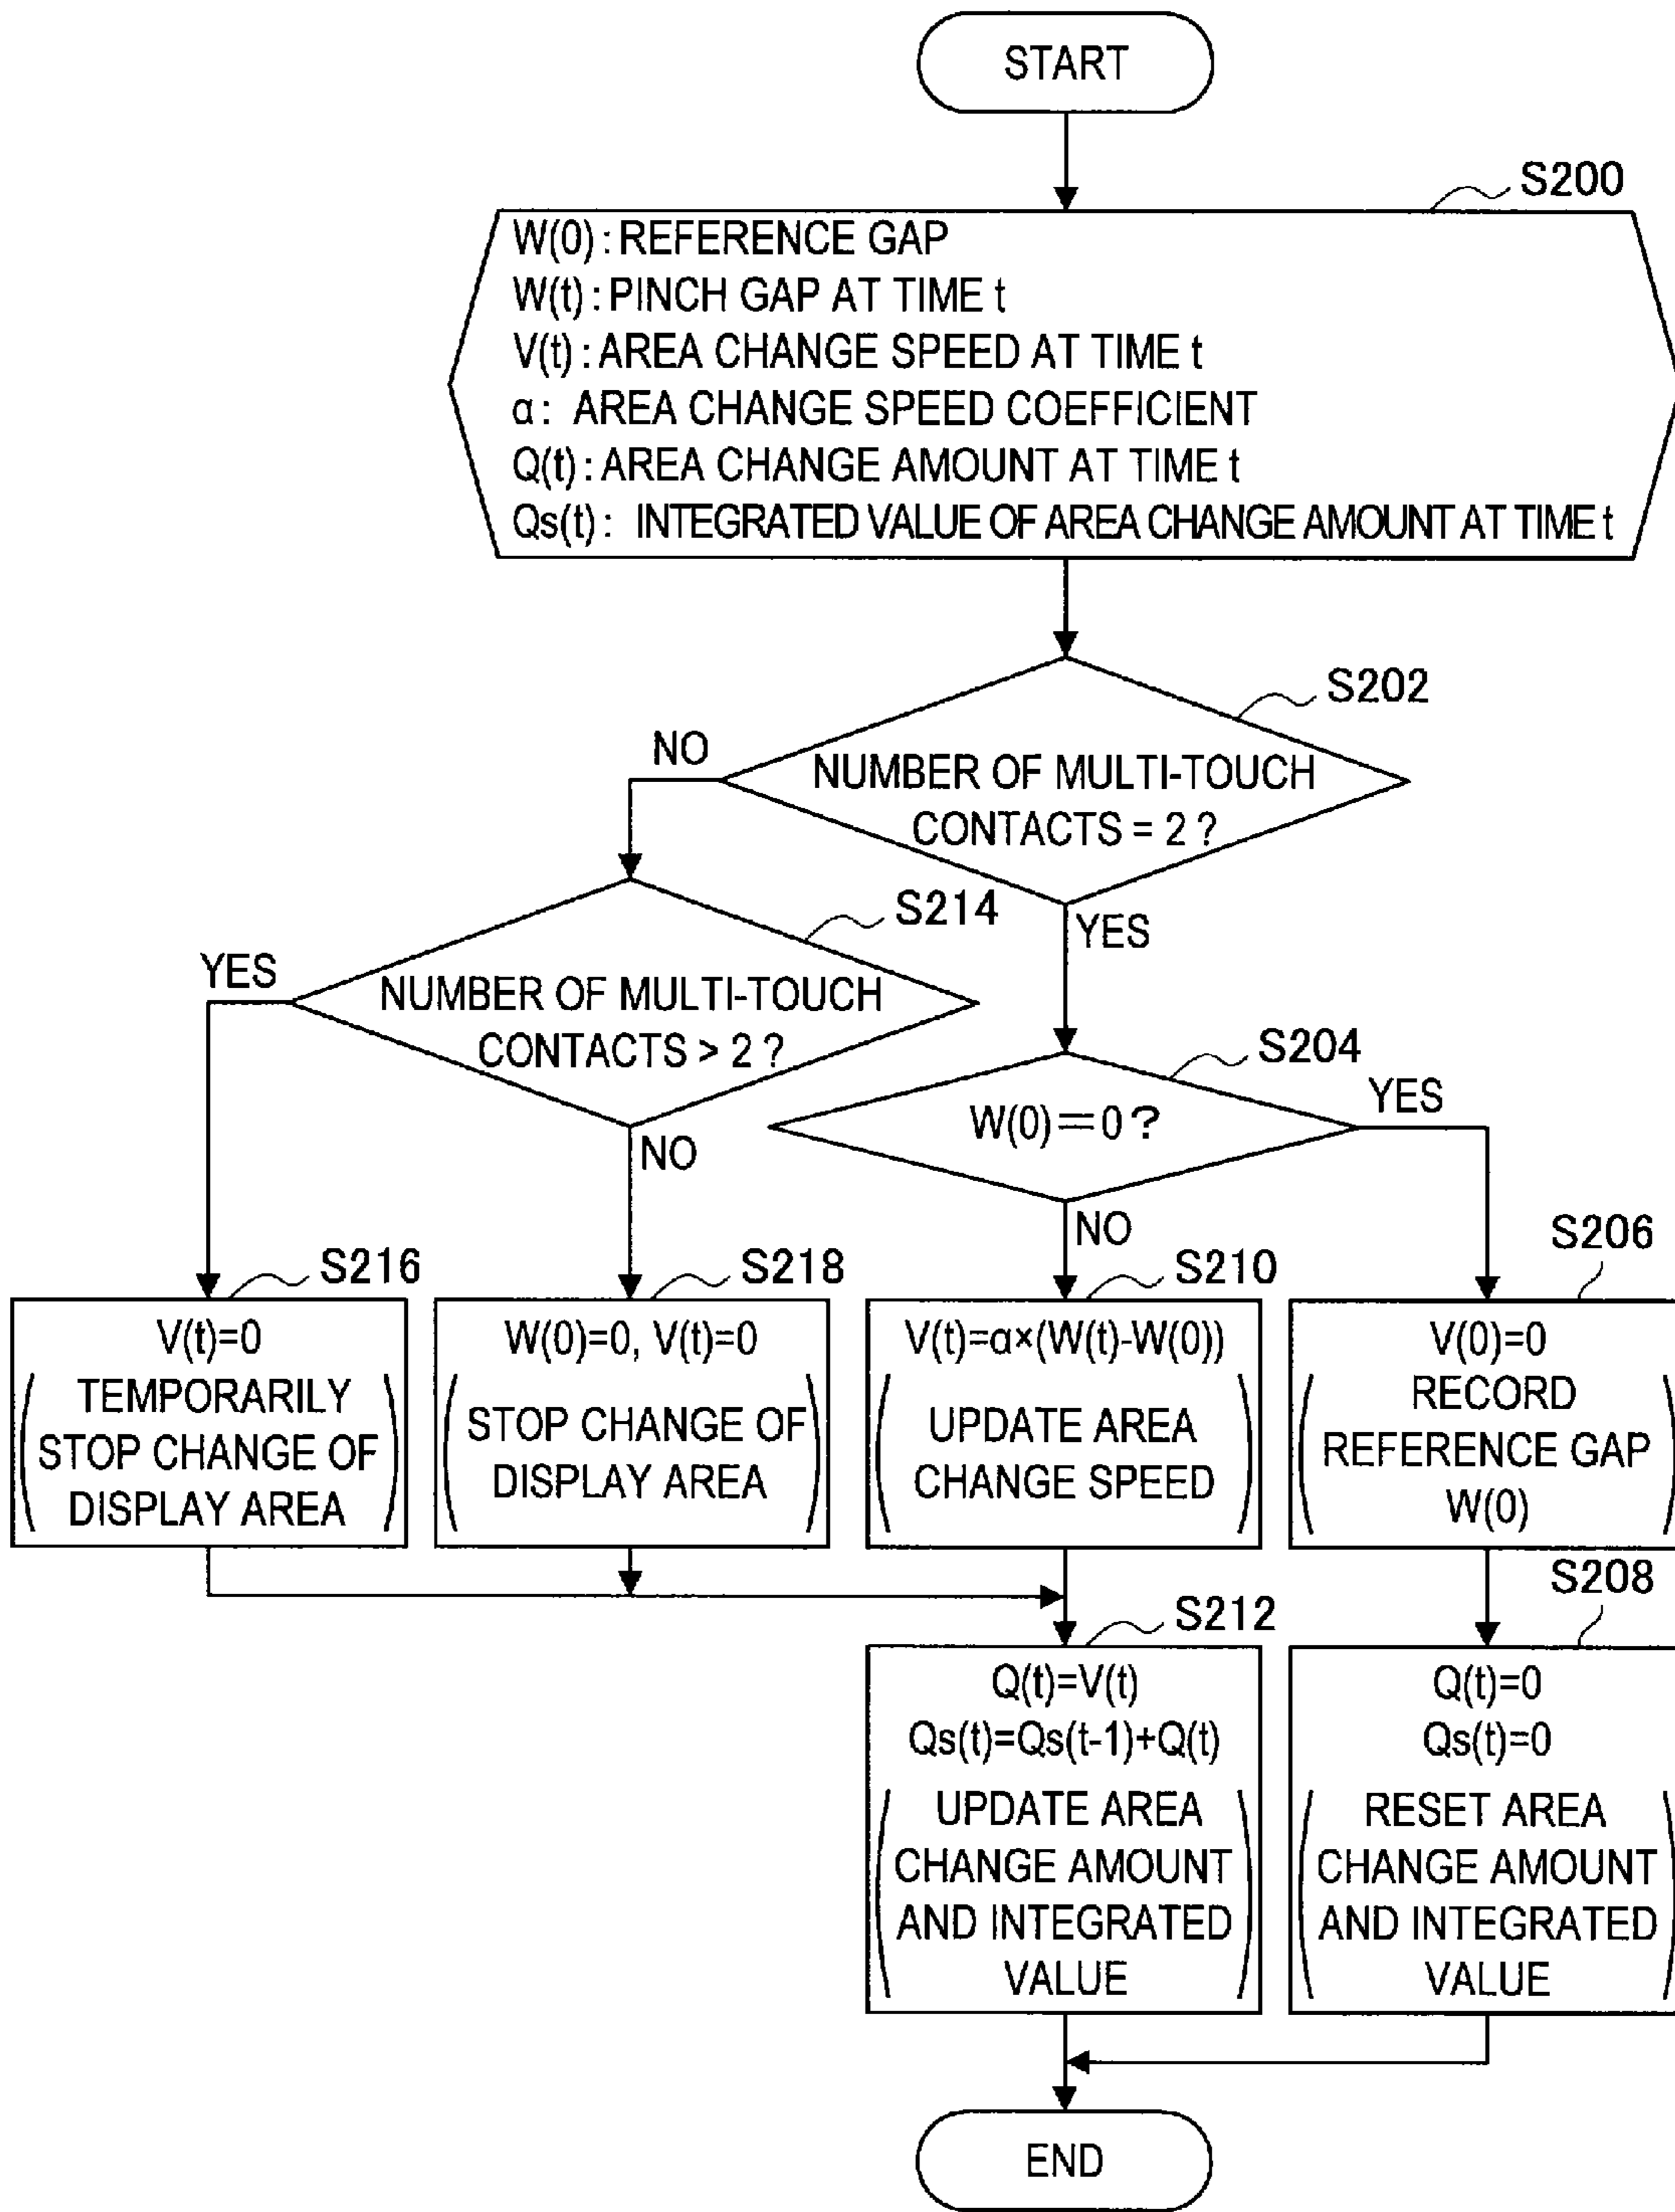 START
S200
W(0) : REFERENCE GAP
W(t) : PINCH GAP AT TIME t
V(t) : AREA CHANGE SPEED AT TIME t
α : AREA CHANGE SPEED COEFFICIENT
Q(t) : AREA CHANGE AMOUNT AT TIME t
Qs(t) : INTEGRATED VALUE OF AREA CHANGE AMOUNT AT TIME t
S202
NO
NUMBER OF MULTI-TOUCH
CONTACTS = 2 ?
YES
S214
YES
NUMBER OF MULTI-TOUCH
CONTACTS > 2 ?
NO
S204
YES
W(0)=0 ?
NO
S216
V(t)=0
TEMPORARILY
STOP CHANGE OF
DISPLAY AREA
S218
W(0)=0, V(t)=0
STOP CHANGE OF
DISPLAY AREA
S210
V(t)=α×(W(t)-W(0))
UPDATE AREA
CHANGE SPEED
S206
V(0)=0
RECORD
REFERENCE GAP
W(0)
S212
Q(t)=V(t)
Qs(t)=Qs(t-1)+Q(t)
UPDATE AREA
CHANGE AMOUNT
AND INTEGRATED
VALUE
S208
Q(t)=0
Qs(t)=0
RESET AREA
CHANGE AMOUNT
AND INTEGRATED
VALUE
END